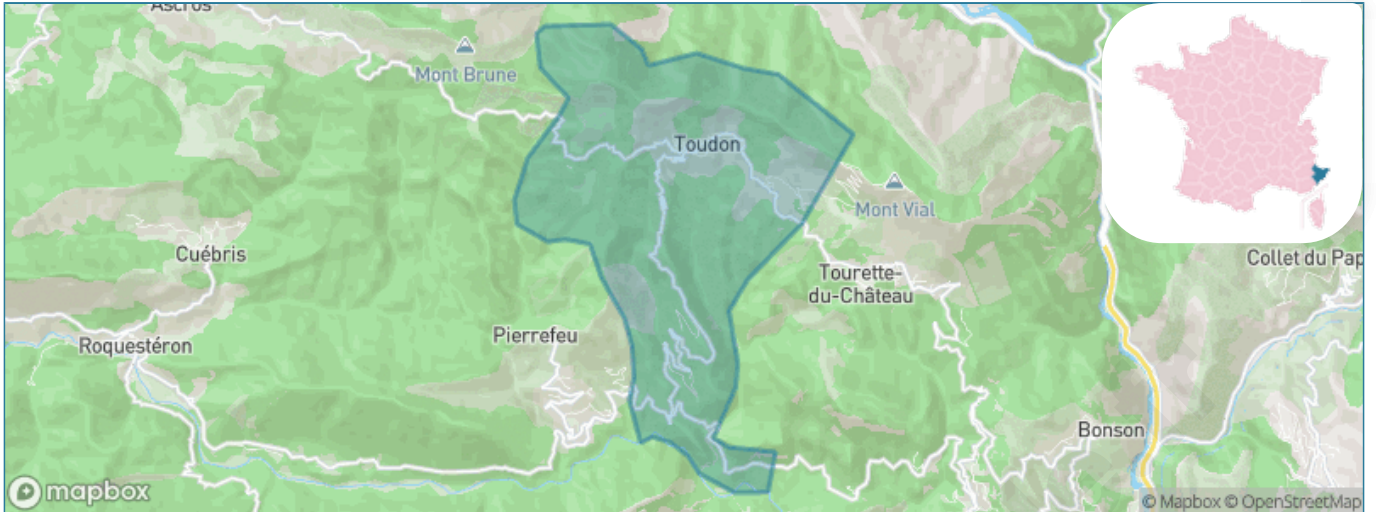 Ascros
Mont Brune
Toudon
Mont Vial
Cuébris
Collet du Pap
Tourette-
du-Château
Pierrefeu
Roquestéron
Bonson
mapbox
© Mapbox © OpenStreetMap